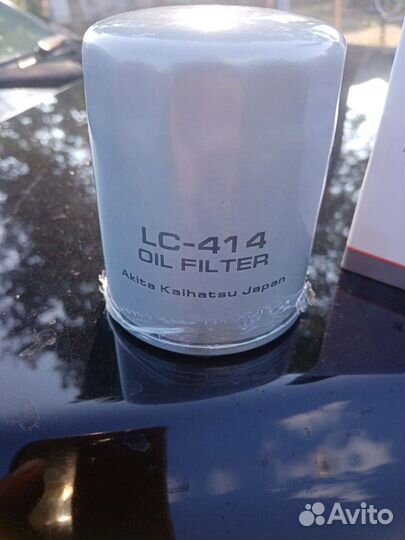 LC-414
OIL FILTER
Akita Kaihatsu Japan
Avito